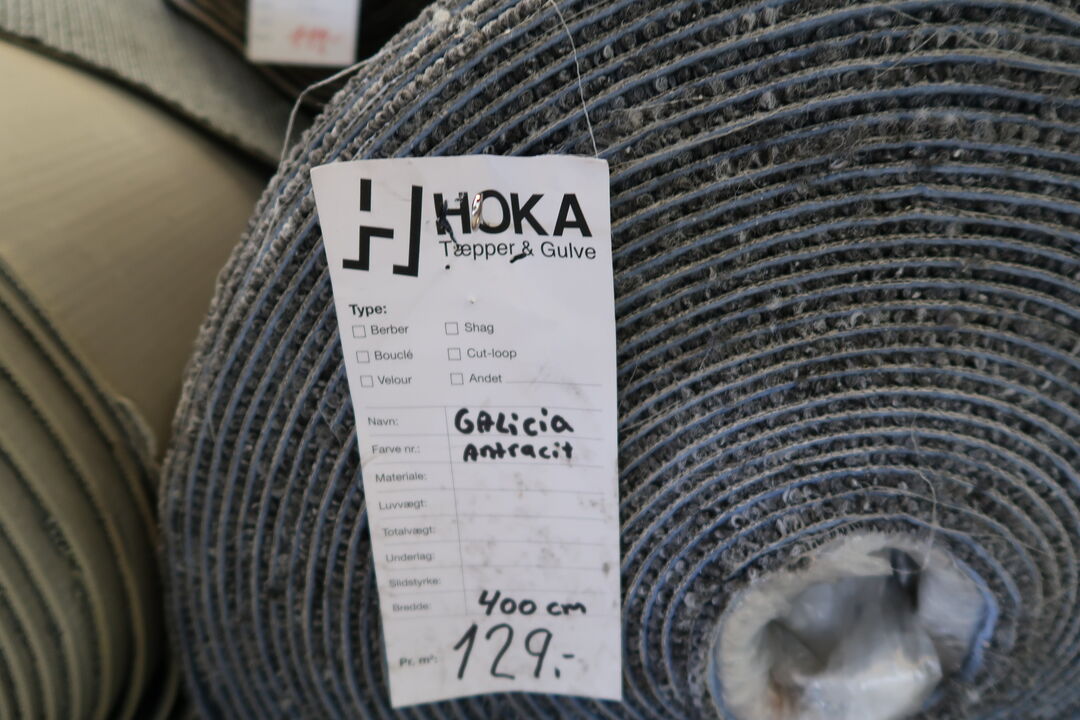 HOKA
Tæpper & Gulve
Type:
Berber Shag
Bouclé Cut-loop
Velour Andet
Navn: GALicia
Farve nr.: Antracit
Materiale:
Luvvægt:
Totalvægt:
Underlag:
Slidstyrke:
Bredde: 400 cm
Pr. m²: 129.-